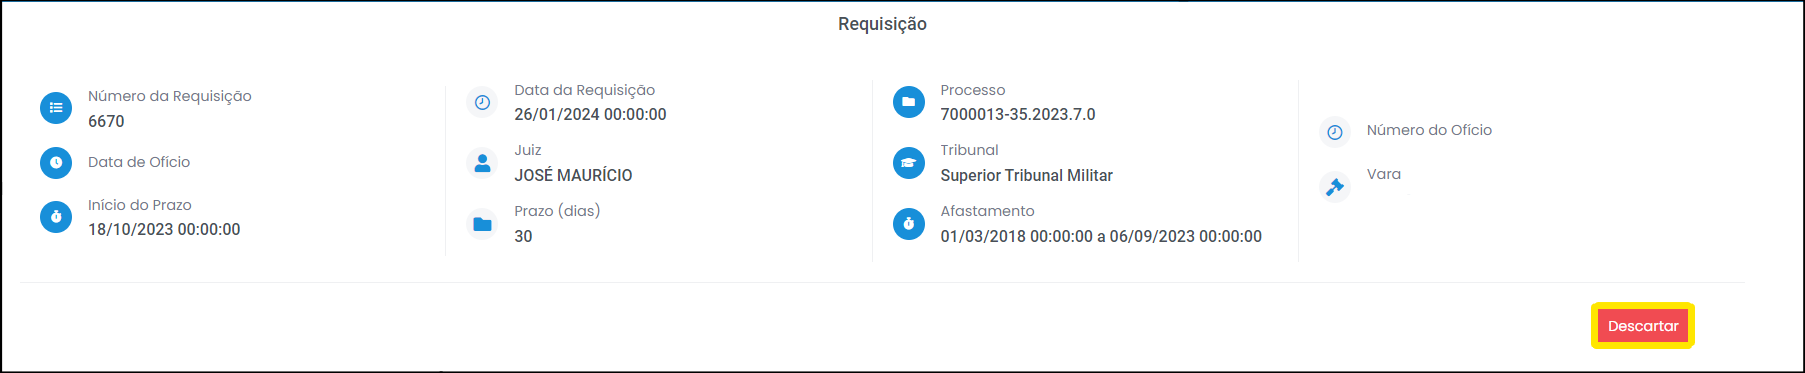 Requisição
Número da Requisição
6670
Data de Ofício
Início do Prazo
18/10/2023 00:00:00
Data da Requisição
26/01/2024 00:00:00
Juiz
JOSÉ MAURÍCIO
Prazo (dias)
30
Processo
7000013-35.2023.7.0
Tribunal
Superior Tribunal Militar
Afastamento
01/03/2018 00:00:00 a 06/09/2023 00:00:00
Número do Ofício
Vara
Descartar